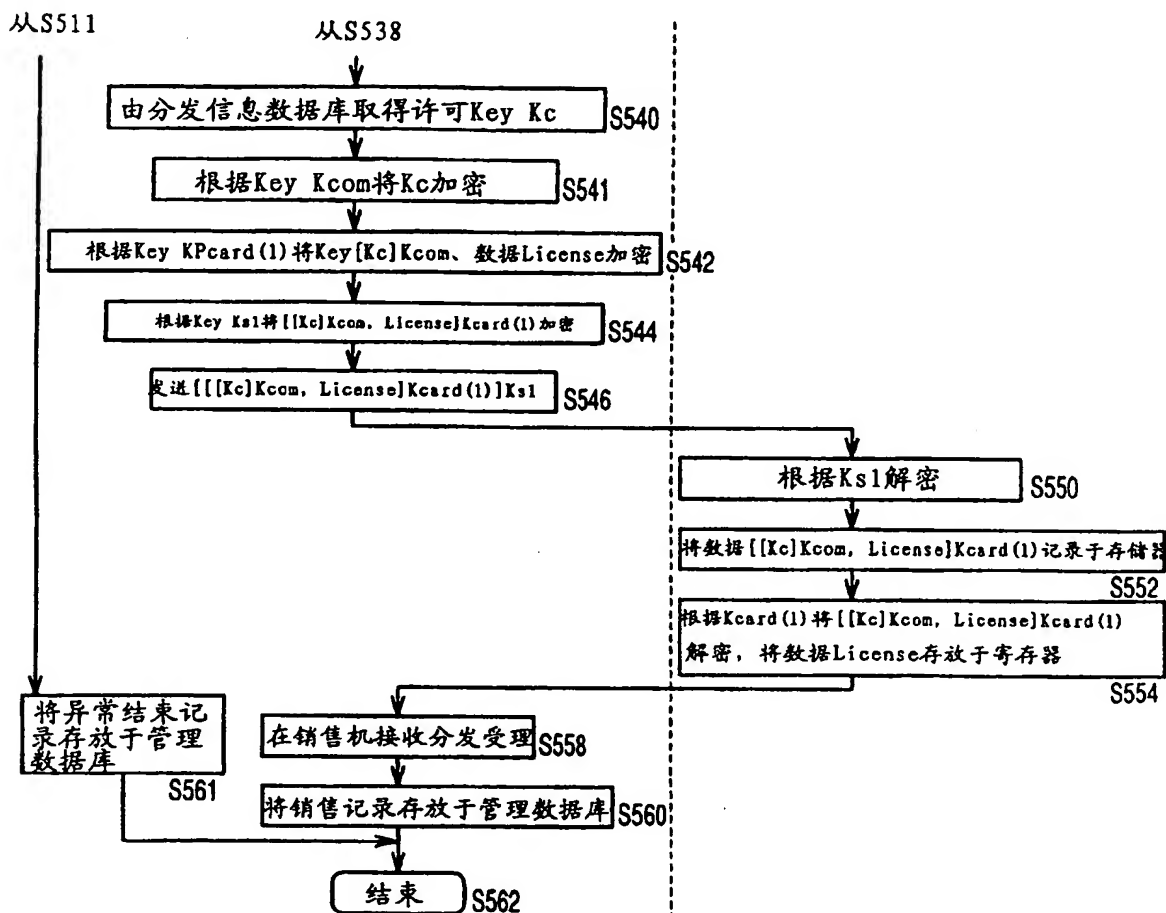 从S511
从S538
由分发信息数据库取得许可Key Kc
S540
根据Key Kcom将Kc加密
S541
根据Key KPcard(1)将Key[Kc]Kcom、数据License加密
S542
根据Key Ks1将[[Kc]Kcom, License]Kcard(1)加密
S544
发送[[[Kc]Kcom, License]Kcard(1)]Ks1
S546
根据Ks1解密
S550
将数据[[Kc]Kcom, License]Kcard(1)记录于存储器
S552
根据Kcard(1)将[[Kc]Kcom, License]Kcard(1)
解密, 将数据License存放于寄存器
S554
将异常结束记
录存放于管理
数据库
S561
在销售机接收分发受理
S558
将销售记录存放于管理数据库
S560
结束
S562